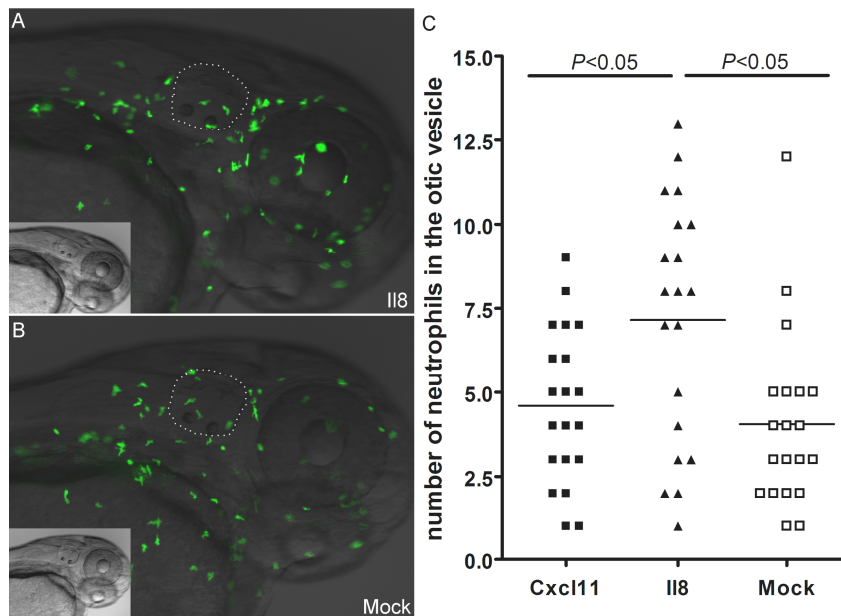 A
Il8
B
Mock
C
P<0.05
P<0.05
number of neutrophils in the otic vesicle
15.0
12.5
10.0
7.5
5.0
2.5
0.0
Cxcl11
Il8
Mock